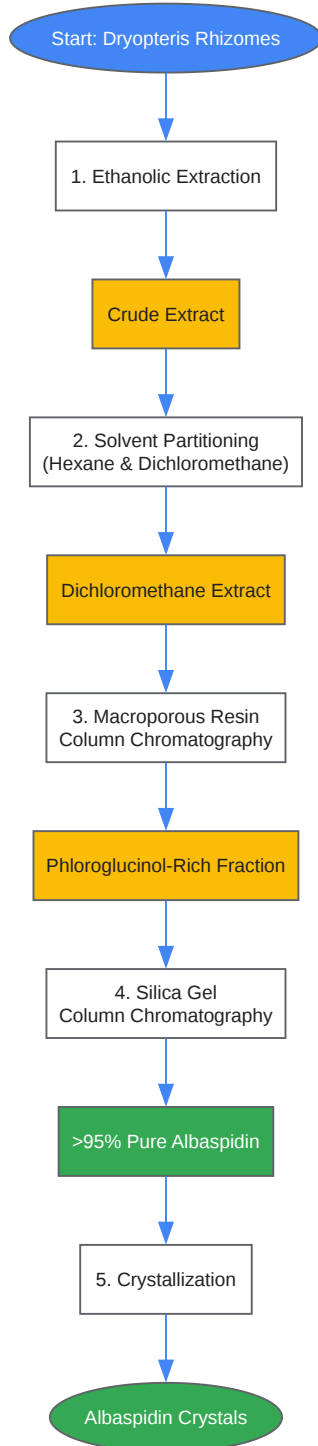 Start: Dryopteris Rhizomes
1. Ethanolic Extraction
Crude Extract
2. Solvent Partitioning
(Hexane & Dichloromethane)
Dichloromethane Extract
3. Macroporous Resin
Column Chromatography
Phloroglucinol-Rich Fraction
4. Silica Gel
Column Chromatography
>95% Pure Albaspidin
5. Crystallization
Albaspidin Crystals